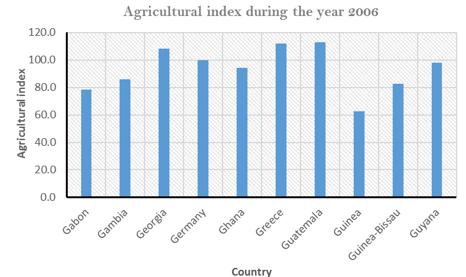 Agricultural index during the year 2006
120.0
100.0
80.0
60.0
40.0
20.0
0.0
Agricultural index
Gabon
Gambia
Georgia
Germany
Ghana
Greece
Guatemala
Guinea
Guinea-Bissau
Guyana
Country